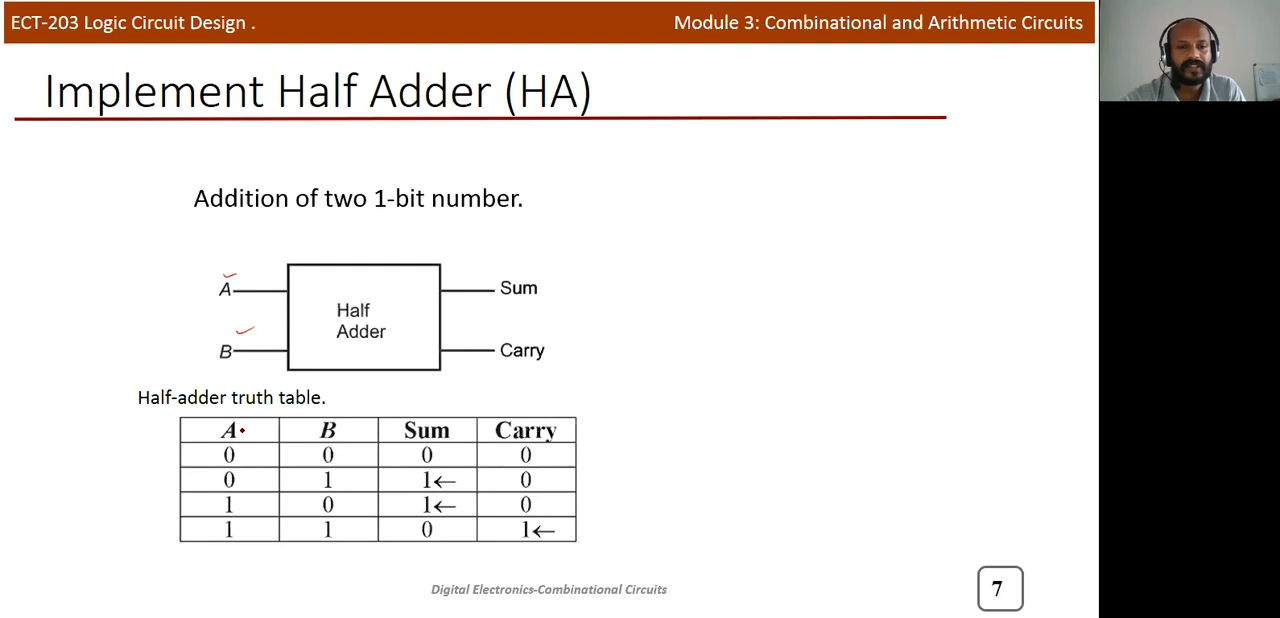 ECT-203 Logic Circuit Design .
Module 3: Combinational and Arithmetic Circuits
Implement Half Adder (HA)
Addition of two 1-bit number.
A
Sum
Half
Adder
B
Carry
Half-adder truth table.
A B Sum Carry
0 0 0 0
0 1 1← 0
1 0 1← 0
1 1 0 1←
Digital Electronics-Combinational Circuits
7